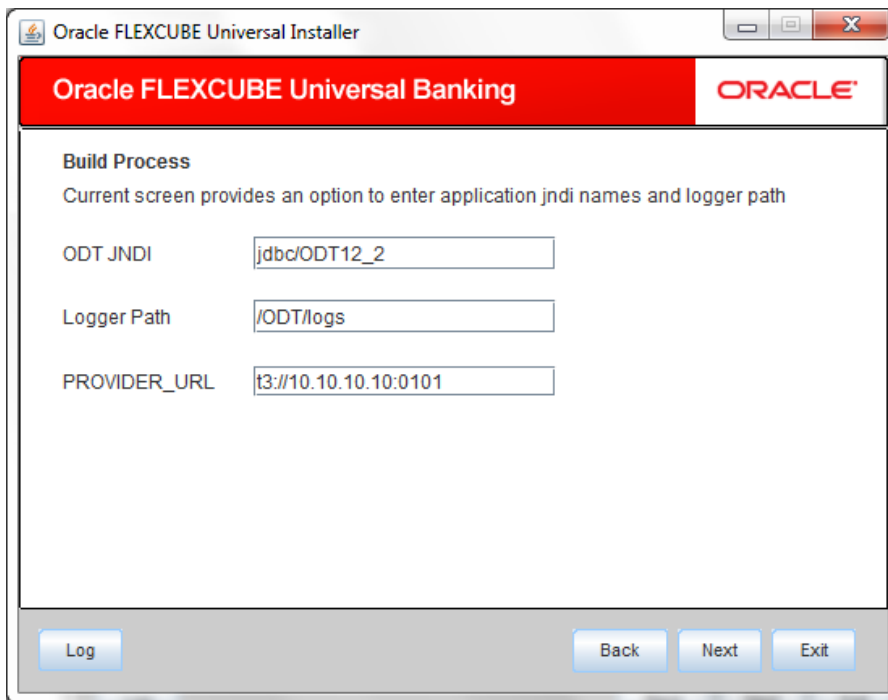 Oracle FLEXCUBE Universal Installer
Oracle FLEXCUBE Universal Banking
ORACLE
Build Process
Current screen provides an option to enter application jndi names and logger path
ODT JNDI jdbc/ODT12_2
Logger Path /ODT/logs
PROVIDER_URL t3://10.10.10.10:0101
Log Back Next Exit